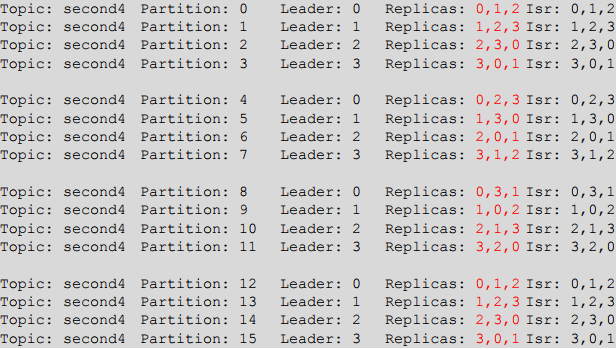 Topic: second4 Partition: 0 Leader: 0 Replicas: 0,1,2 Isr: 0,1,2
Topic: second4 Partition: 1 Leader: 1 Replicas: 1,2,3 Isr: 1,2,3
Topic: second4 Partition: 2 Leader: 2 Replicas: 2,3,0 Isr: 2,3,0
Topic: second4 Partition: 3 Leader: 3 Replicas: 3,0,1 Isr: 3,0,1
Topic: second4 Partition: 4 Leader: 0 Replicas: 0,2,3 Isr: 0,2,3
Topic: second4 Partition: 5 Leader: 1 Replicas: 1,3,0 Isr: 1,3,0
Topic: second4 Partition: 6 Leader: 2 Replicas: 2,0,1 Isr: 2,0,1
Topic: second4 Partition: 7 Leader: 3 Replicas: 3,1,2 Isr: 3,1,2
Topic: second4 Partition: 8 Leader: 0 Replicas: 0,3,1 Isr: 0,3,1
Topic: second4 Partition: 9 Leader: 1 Replicas: 1,0,2 Isr: 1,0,2
Topic: second4 Partition: 10 Leader: 2 Replicas: 2,1,3 Isr: 2,1,3
Topic: second4 Partition: 11 Leader: 3 Replicas: 3,2,0 Isr: 3,2,0
Topic: second4 Partition: 12 Leader: 0 Replicas: 0,1,2 Isr: 0,1,2
Topic: second4 Partition: 13 Leader: 1 Replicas: 1,2,3 Isr: 1,2,3
Topic: second4 Partition: 14 Leader: 2 Replicas: 2,3,0 Isr: 2,3,0
Topic: second4 Partition: 15 Leader: 3 Replicas: 3,0,1 Isr: 3,0,1